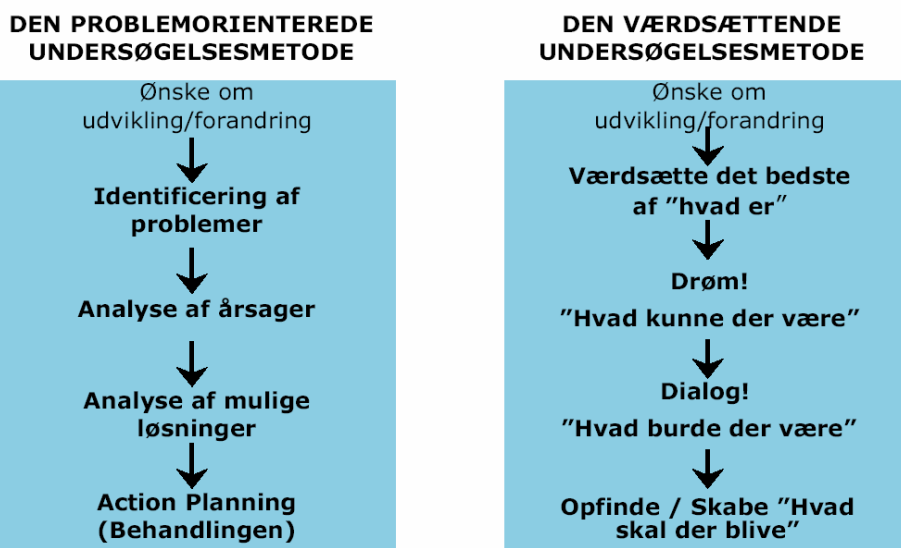 DEN PROBLEMORIENTEREDE
UNDERSØGELSESMETODE
Ønske om
udvikling/forandring
Identificering af
problemer
Analyse af årsager
Analyse af mulige
løsninger
Action Planning
(Behandlingen)
DEN VÆRDSÆTTENDE
UNDERSØGELSESMETODE
Ønske om
udvikling/forandring
Værdsætte det bedste
af ”hvad er”
Drøm!
”Hvad kunne der være”
Dialog!
”Hvad burde der være”
Opfinde / Skabe ”Hvad
skal der blive”